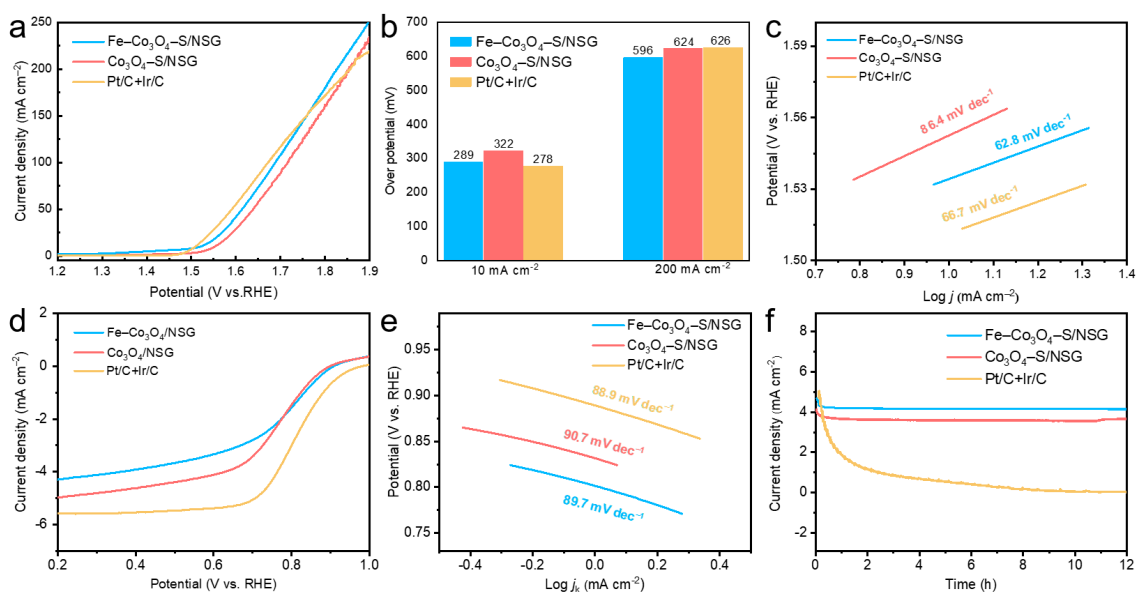 a
250
200
150
100
50
0
Current density (mA cm⁻²)
Fe–Co₃O₄–S/NSG
Co₃O₄–S/NSG
Pt/C+Ir/C
1.2 1.3 1.4 1.5 1.6 1.7 1.8 1.9
Potential (V vs.RHE)
b
700
600
500
400
300
200
100
0
Over potential (mV)
Fe–Co₃O₄–S/NSG
Co₃O₄–S/NSG
Pt/C+Ir/C
289
322
278
596
624
626
10 mA cm⁻²
200 mA cm⁻²
c
1.59
1.56
1.53
1.50
Potential (V vs. RHE)
Fe–Co₃O₄–S/NSG
Co₃O₄–S/NSG
Pt/C+Ir/C
86.4 mV dec⁻¹
62.8 mV dec⁻¹
66.7 mV dec⁻¹
0.7 0.8 0.9 1.0 1.1 1.2 1.3 1.4
Log j (mA cm⁻²)
d
2
0
-2
-4
-6
Current density (mA cm⁻²)
Fe–Co₃O₄/NSG
Co₃O₄/NSG
Pt/C+Ir/C
0.2 0.4 0.6 0.8 1.0
Potential (V vs. RHE)
e
0.95
0.90
0.85
0.80
0.75
Potential (V vs. RHE)
Fe–Co₃O₄–S/NSG
Co₃O₄–S/NSG
Pt/C+Ir/C
88.9 mV dec⁻¹
90.7 mV dec⁻¹
89.7 mV dec⁻¹
-0.4 -0.2 0.0 0.2 0.4
Log jₖ (mA cm⁻²)
f
8
6
4
2
0
-2
Current density (mA cm⁻²)
Fe–Co₃O₄–S/NSG
Co₃O₄–S/NSG
Pt/C+Ir/C
0 2 4 6 8 10 12
Time (h)